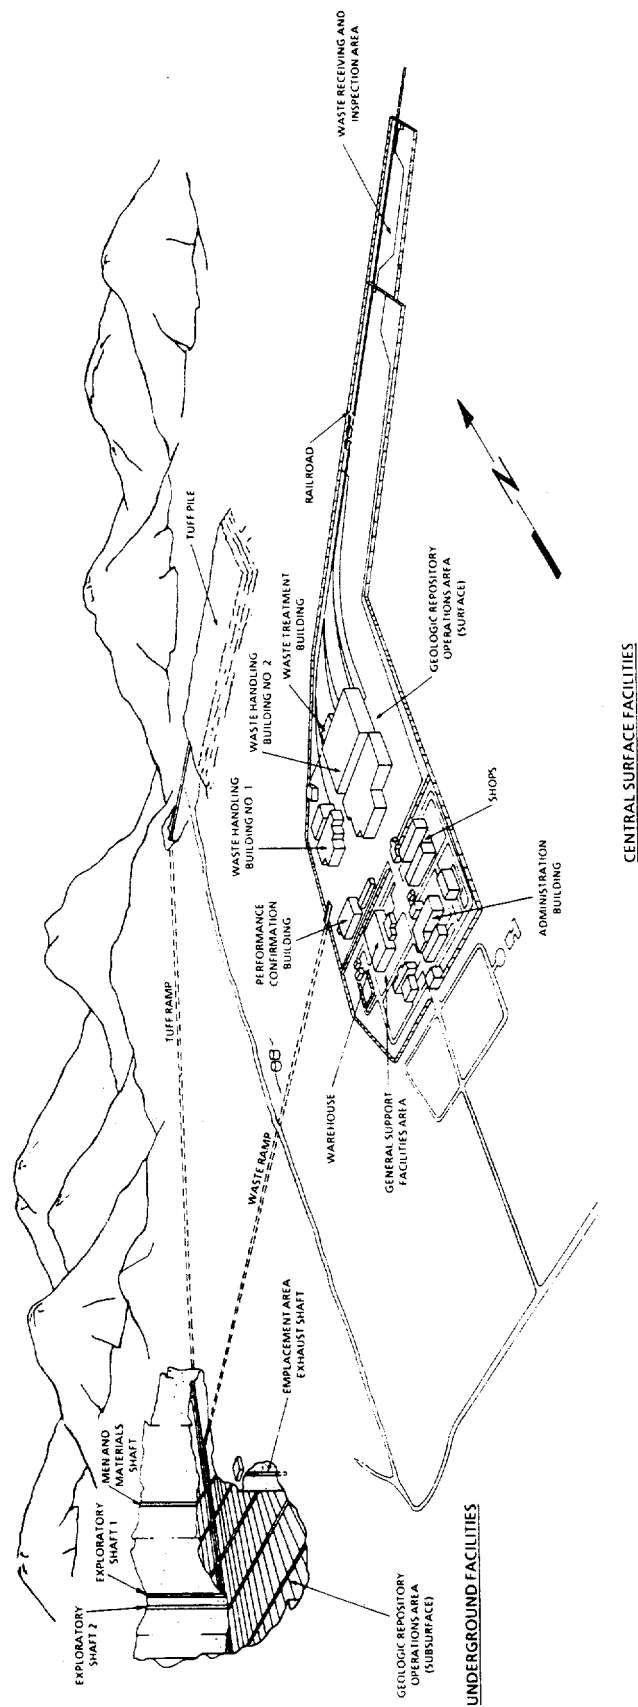 EXPLORATORY
SHAFT 2
EXPLORATORY
SHAFT 1
MEN AND
MATERIALS
SHAFT
TUFF RAMP
TUFF PILE
WASTE RAMP
EMPLACEMENT AREA
EXHAUST SHAFT
GEOLOGIC REPOSITORY
OPERATIONS AREA
(SUBSURFACE)
UNDERGROUND FACILITIES
PERFORMANCE
CONFIRMATION
BUILDING
WASTE HANDLING
BUILDING NO. 1
WASTE HANDLING
BUILDING NO. 2
WASTE TREATMENT
BUILDING
RAILROAD
WASTE RECEIVING AND
INSPECTION AREA
WAREHOUSE
GENERAL SUPPORT
FACILITIES AREA
ADMINISTRATION
BUILDING
SHOPS
GEOLOGIC REPOSITORY
OPERATIONS AREA
(SURFACE)
N
CENTRAL SURFACE FACILITIES